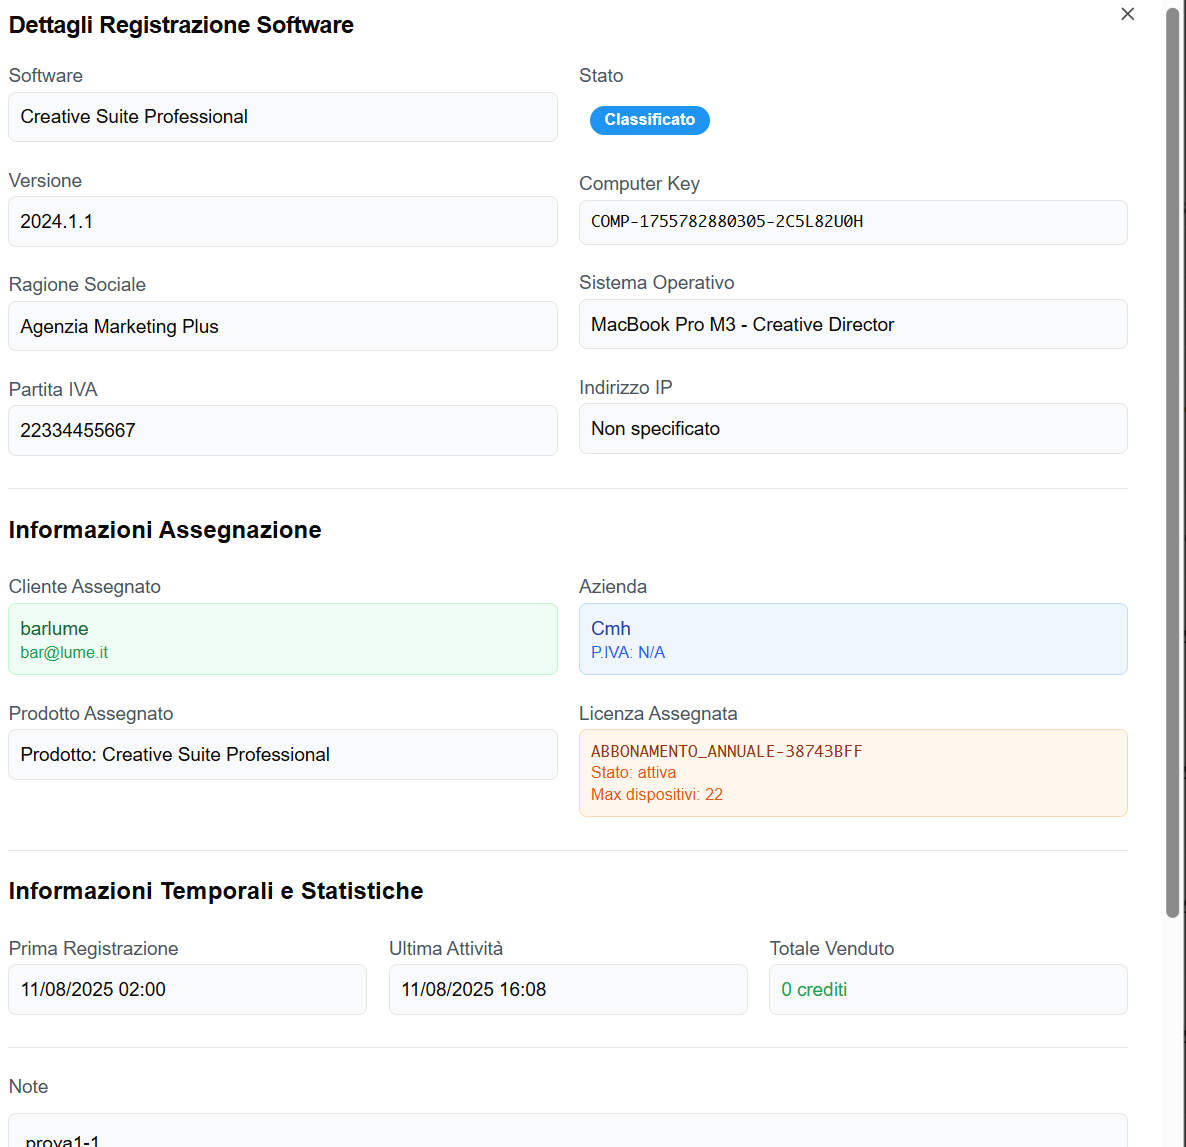 Dettagli Registrazione Software
Software
Creative Suite Professional
Stato
Classificato
Versione
2024.1.1
Computer Key
COMP-1755782880305-2C5L82U0H
Ragione Sociale
Agenzia Marketing Plus
Sistema Operativo
MacBook Pro M3 - Creative Director
Partita IVA
22334455667
Indirizzo IP
Non specificato
Informazioni Assegnazione
Cliente Assegnato
barlume
bar@lume.it
Azienda
Cmh
P.IVA: N/A
Prodotto Assegnato
Prodotto: Creative Suite Professional
Licenza Assegnata
ABBONAMENTO_ANNUALE-38743BFF
Stato: attiva
Max dispositivi: 22
Informazioni Temporali e Statistiche
Prima Registrazione
11/08/2025 02:00
Ultima Attività
11/08/2025 16:08
Totale Venduto
0 crediti
Note
prova1-1